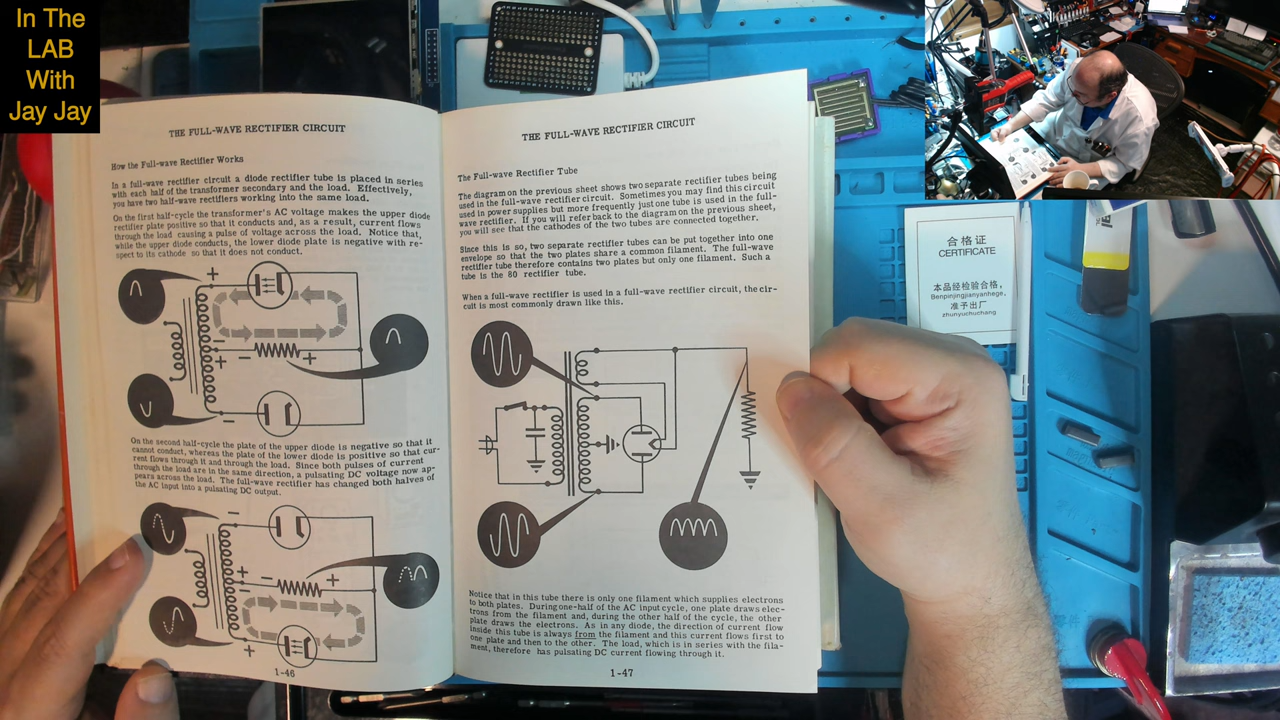 In The
LAB
With
Jay Jay
THE FULL-WAVE RECTIFIER CIRCUIT
How the Full-wave Rectifier Works
In a full-wave rectifier circuit a diode rectifier tube is placed in series
with each half of the transformer secondary and the load. Effectively,
you have two half-wave rectifiers working into the same load.
On the first half-cycle the transformer's AC voltage makes the upper diode
rectifier plate positive so that it conducts and, as a result, current flows
through the load causing a pulse of voltage across the load. Notice that,
while the upper diode conducts, the lower diode plate is negative with re-
spect to its cathode so that it does not conduct.
+
−
−
+
+
−
On the second half-cycle the plate of the upper diode is negative so that it
cannot conduct, whereas the plate of the lower diode is positive so that cur-
rent flows through it and through the load. Since both pulses of current
through the load are in the same direction, a pulsating DC voltage now ap-
pears across the load. The full-wave rectifier has changed both halves of
the AC input into a pulsating DC output.
−
+
−
+
−
+
1-46
THE FULL-WAVE RECTIFIER CIRCUIT
The Full-wave Rectifier Tube
The diagram on the previous sheet shows two separate rectifier tubes being
used in the full-wave rectifier circuit. Sometimes you may find this circuit
used in power supplies but more frequently just one tube is used in the full-
wave rectifier. If you will refer back to the diagram on the previous sheet,
you will see that the cathodes of the two tubes are connected together.
Since this is so, two separate rectifier tubes can be put together into one
envelope so that the two plates share a common filament. The full-wave
rectifier tube therefore contains two plates but only one filament. Such a
tube is the 80 rectifier tube.
When a full-wave rectifier is used in a full-wave rectifier circuit, the cir-
cuit is most commonly drawn like this.
Notice that in this tube there is only one filament which supplies electrons
to both plates. During one-half of the AC input cycle, one plate draws elec-
trons from the filament and, during the other half of the cycle, the other
plate draws the electrons. As in any diode, the direction of current flow
inside this tube is always from the filament and this current flows first to
one plate and then to the other. The load, which is in series with the fila-
ment, therefore has pulsating DC current flowing through it.
1-47
合格证
CERTIFICATE
本品经检验合格，
Benpinjingjianyanhege,
准予出厂
zhunyuchuchang